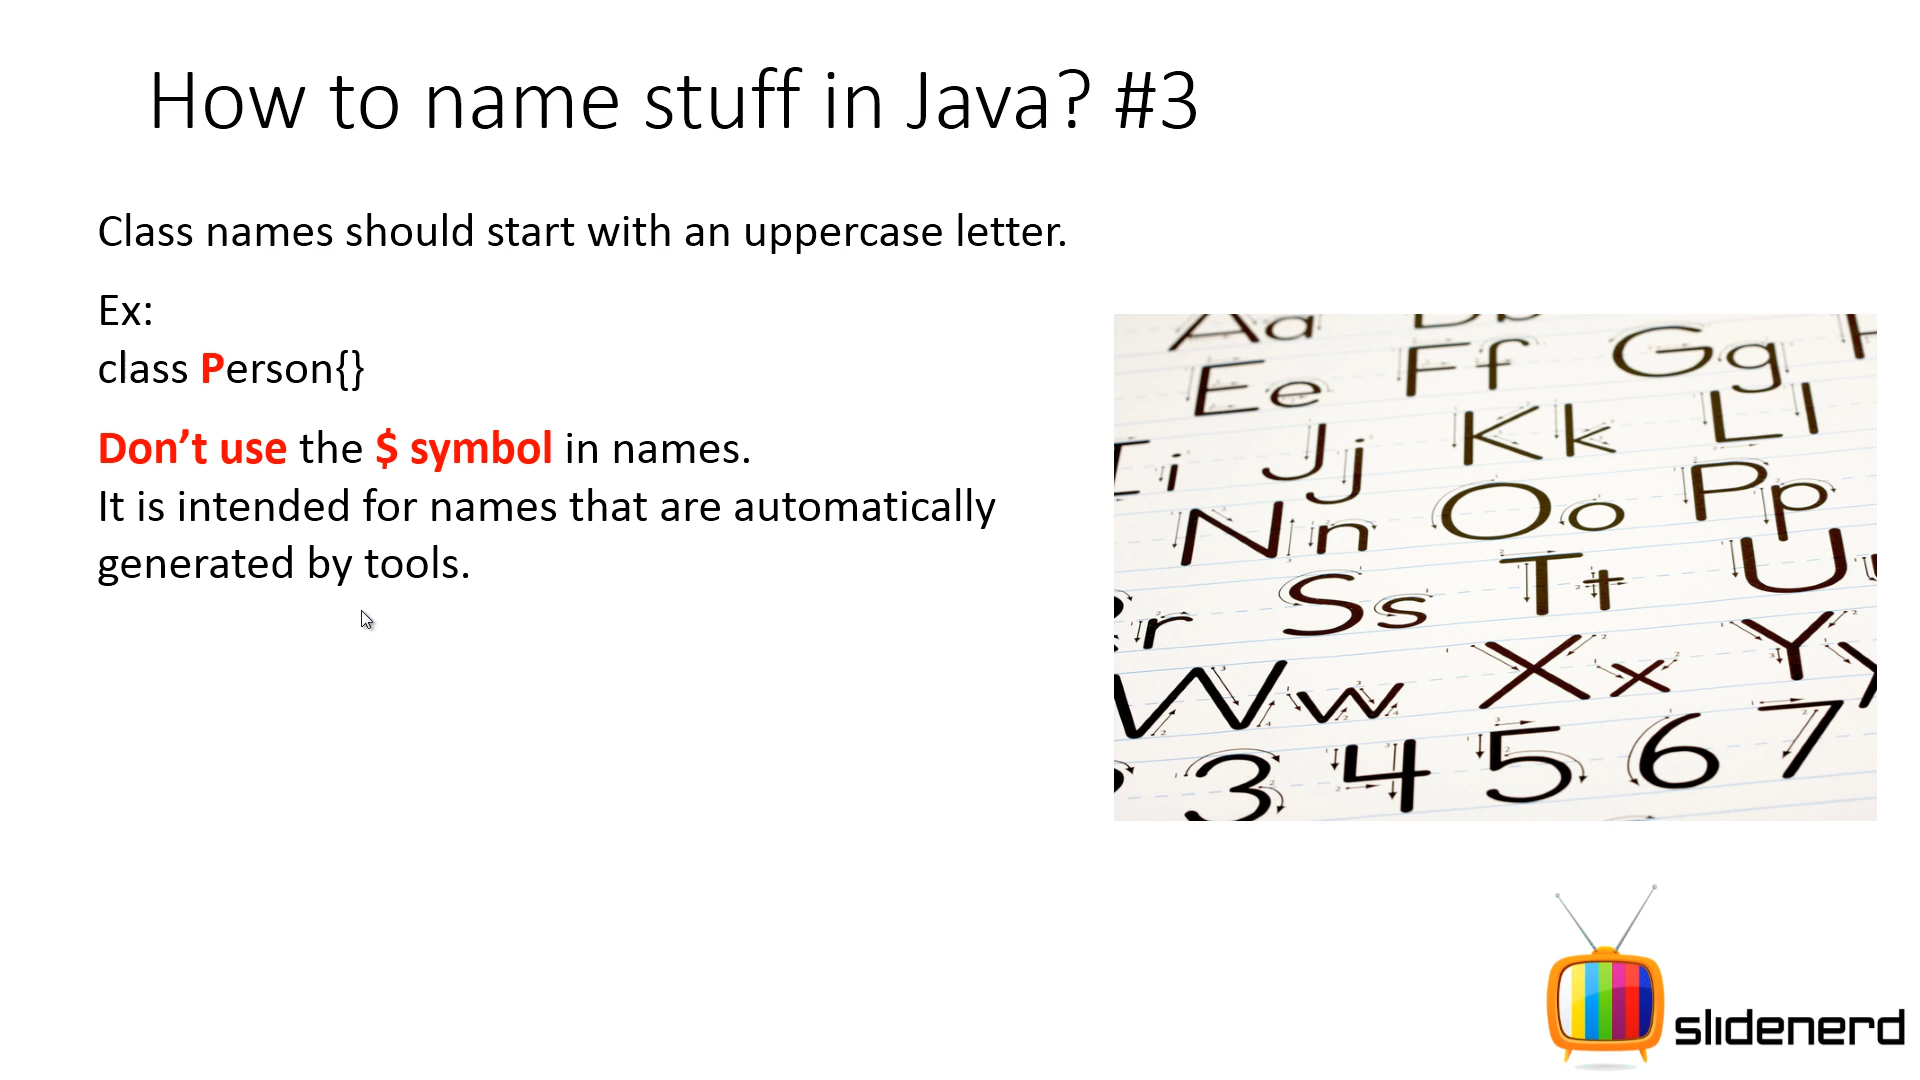 How to name stuff in Java? #3
Class names should start with an uppercase letter.
Ex:
class Person{}
Don’t use the $ symbol in names.
It is intended for names that are automatically
generated by tools.
Aa
Ee Ff Gg
i Jj Kk Ll
Nn Oo Pp
r Ss Tt U
Ww Xx Yy
3 4 5 6 7
slidenerd